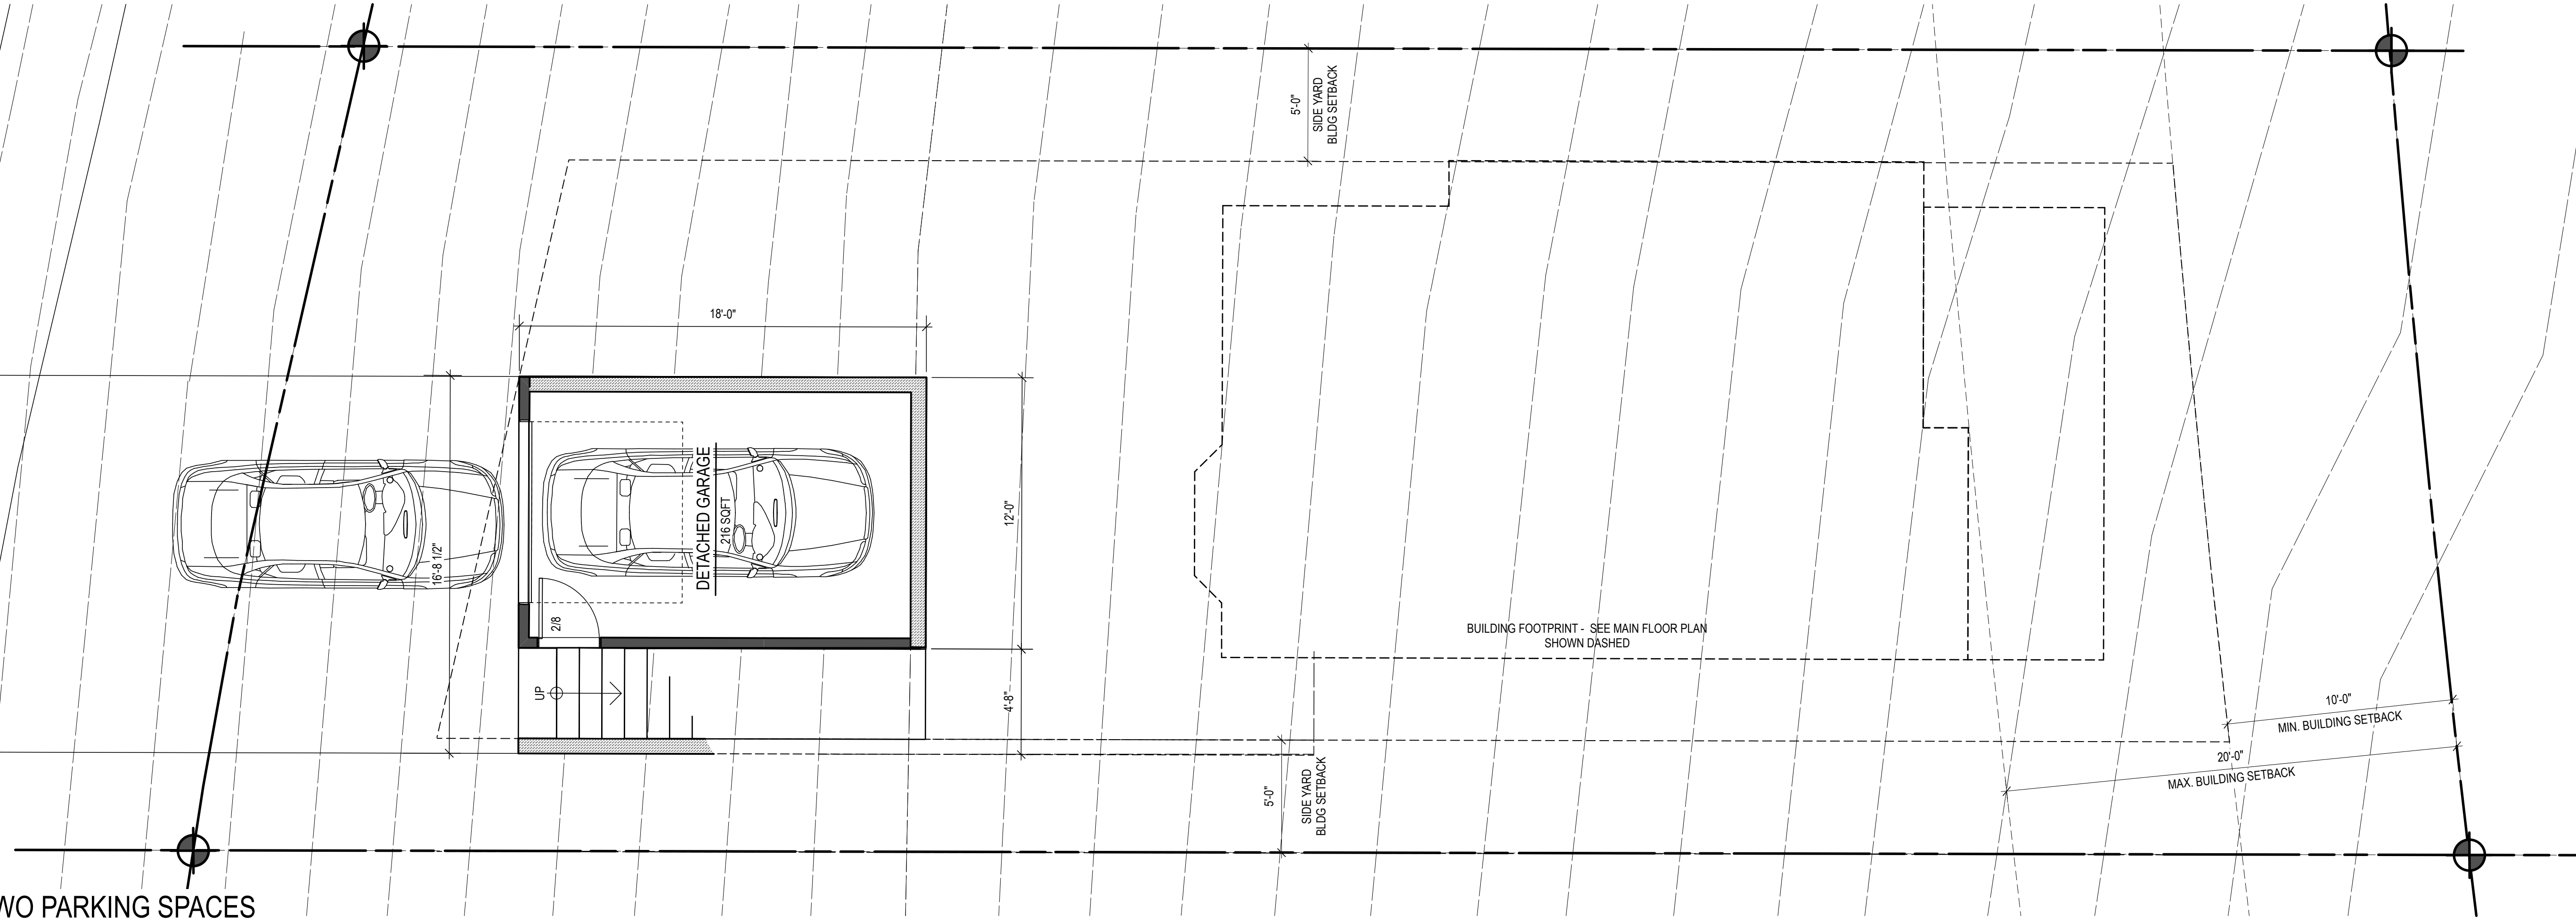 5'-0"
SIDE YARD
BLDG SETBACK
18'-0"
16'-8 1/2"
DETACHED GARAGE
216 SQFT
12'-0"
2/8
UP
4'-8"
BUILDING FOOTPRINT - SEE MAIN FLOOR PLAN
SHOWN DASHED
10'-0"
MIN. BUILDING SETBACK
20'-0"
MAX. BUILDING SETBACK
5'-0"
SIDE YARD
BLDG SETBACK
WO PARKING SPACES